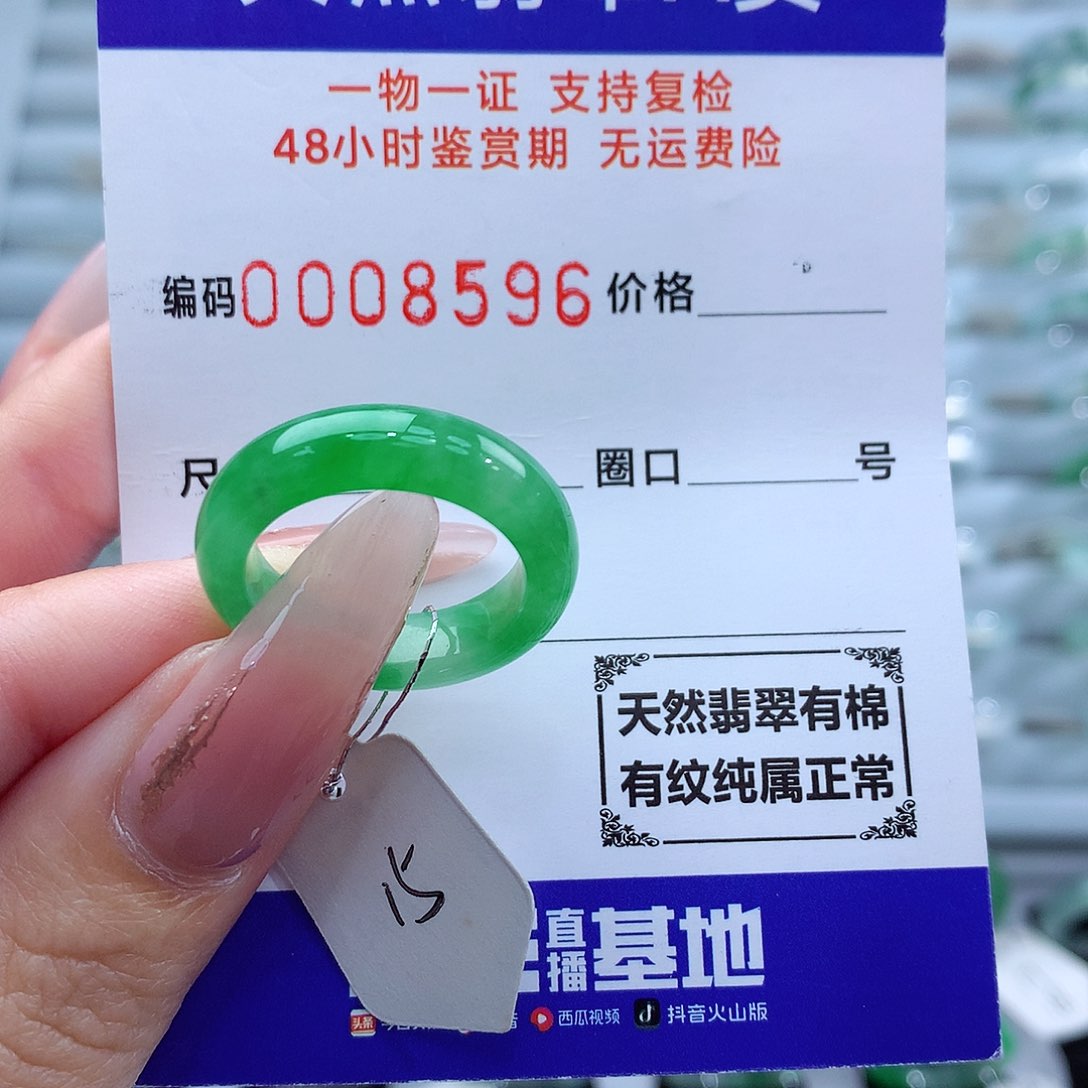 一物一证 支持复检
48小时鉴赏期 无运费险
编码0008596 价格
尺 圈口 号
天然翡翠有棉
有纹纯属正常
15
直播基地
头条 西瓜视频 抖音火山版